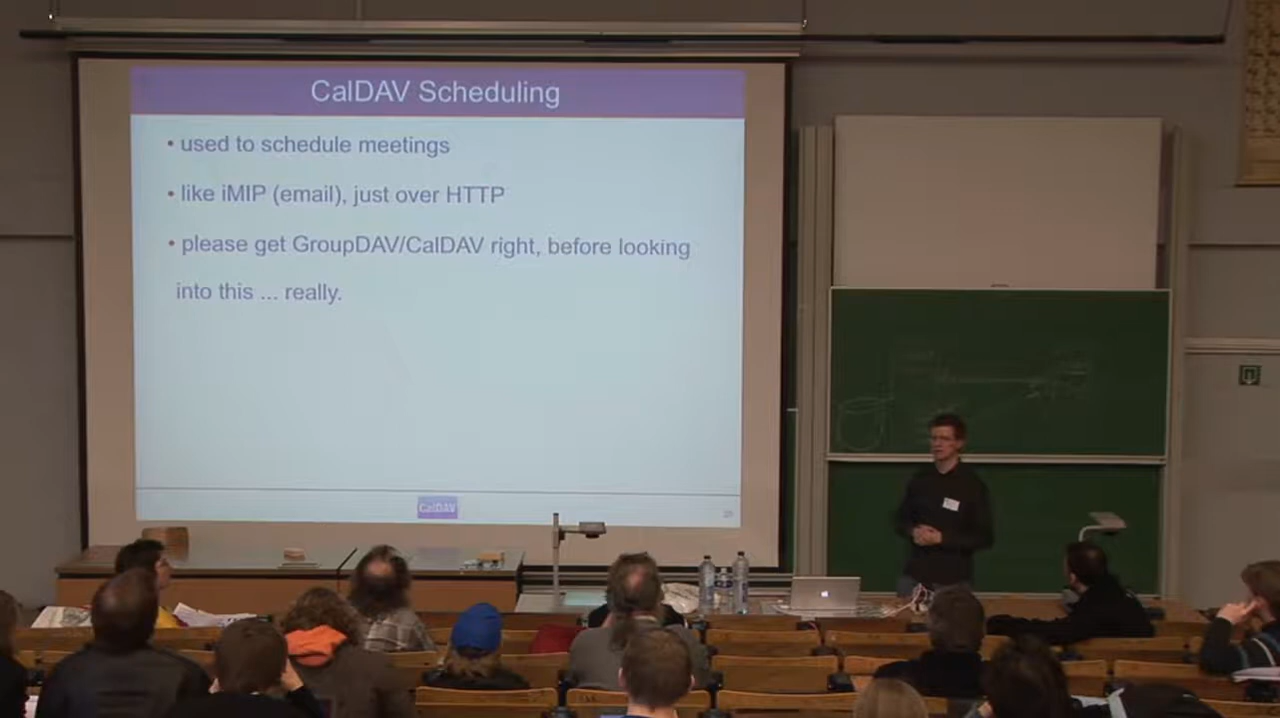 CalDAV Scheduling
• used to schedule meetings
• like iMIP (email), just over HTTP
• please get GroupDAV/CalDAV right, before looking
into this ... really.
CalDAV